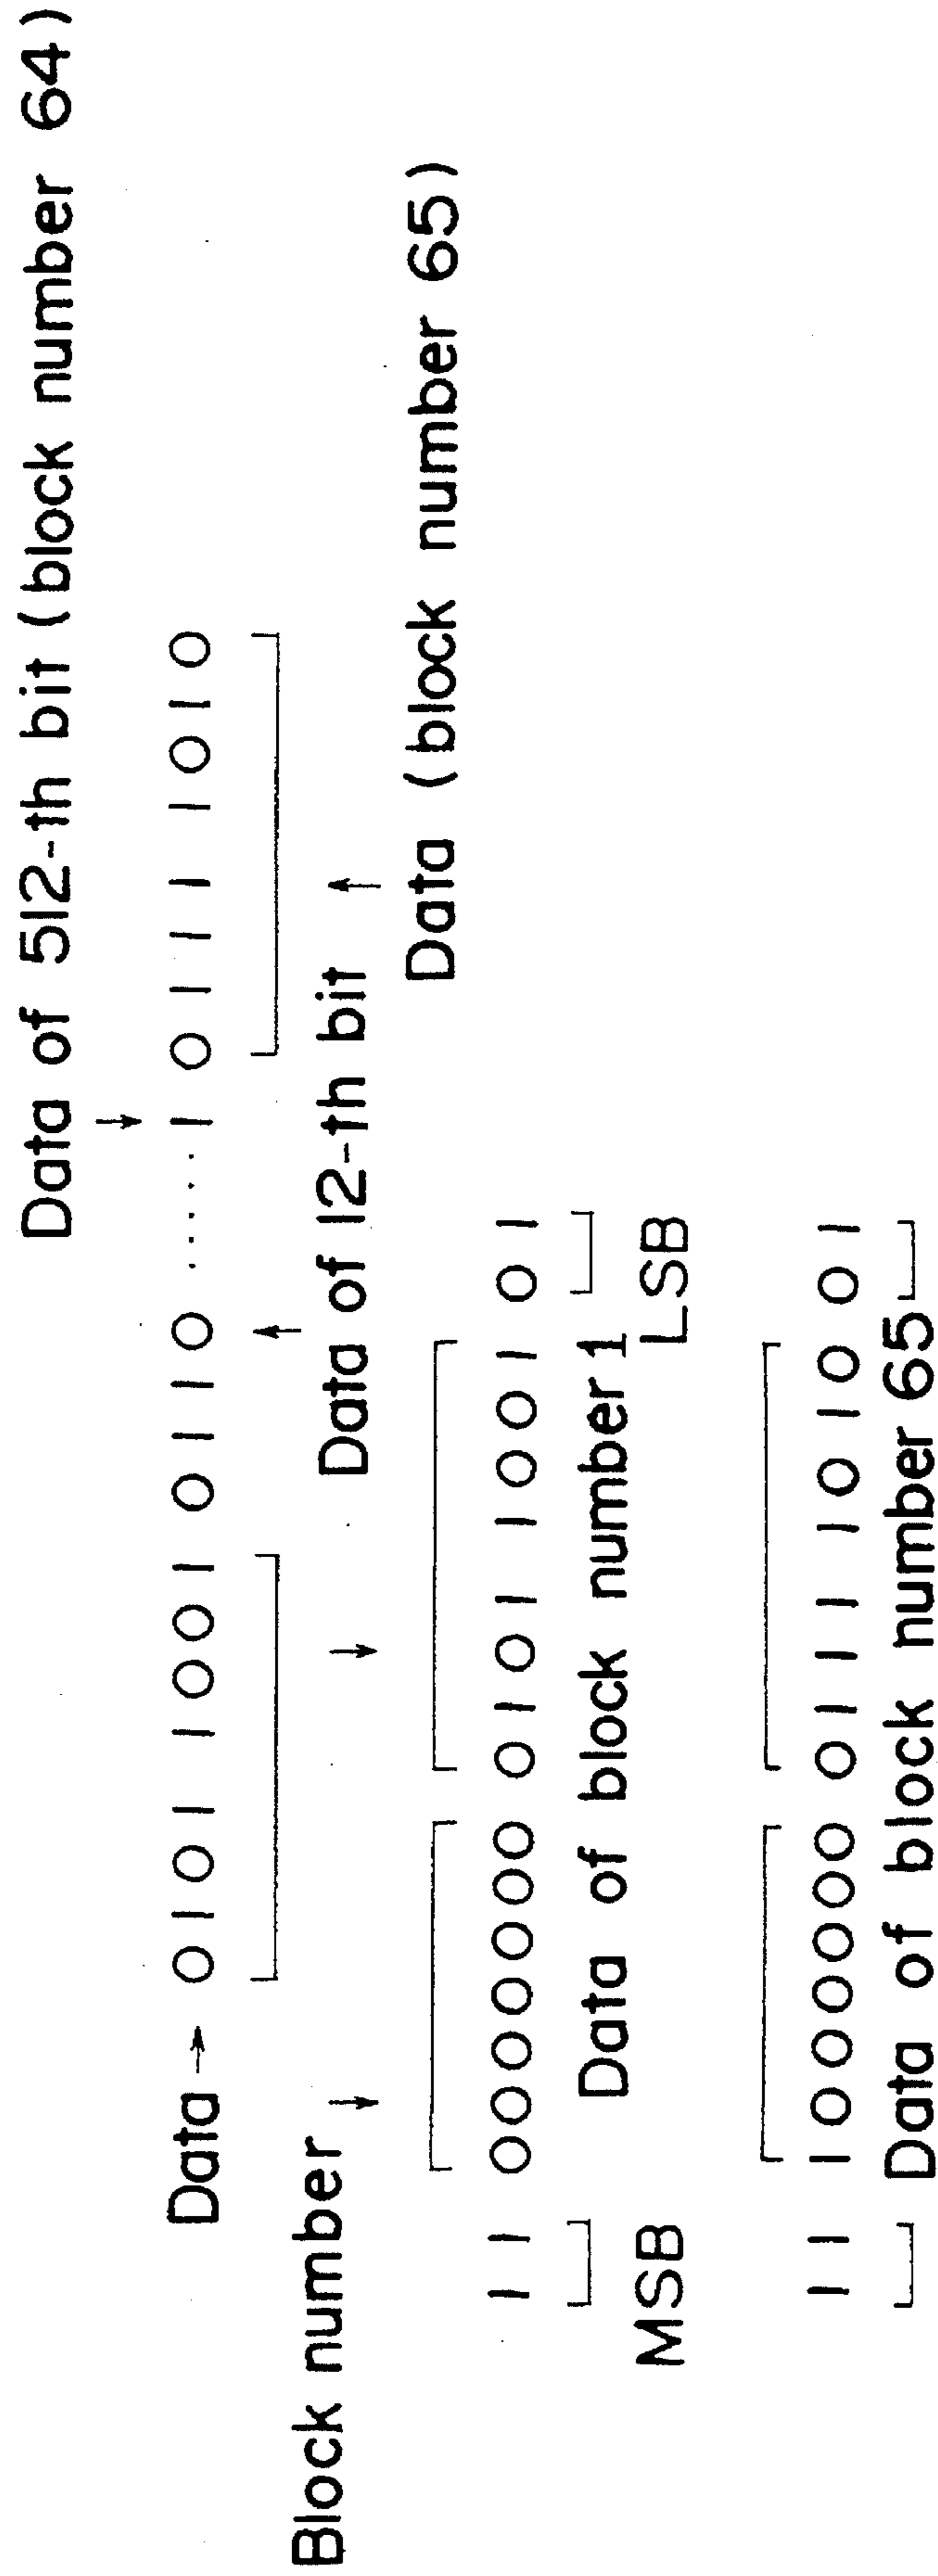 Data of 512-th bit (block number 64)
Data → 0101 1001 0110 ····· 1 0111 1010
Block number
Data of 12-th bit
Data (block number 65)
11 0000000 0101 1001 01
MSB
Data of block number 1
LSB
11 1000000 0111 1010 01
Data of block number 65